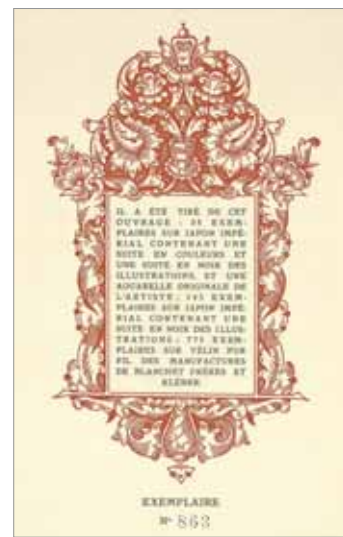 IL A ÉTÉ TIRÉ DE CET
OUVRAGE : EXEM-
PLAIRES SUR JAPON IMPÉ-
RIAL CONTENANT UNE
SUITE EN COULEURS ET
UNE SUITE EN NOIR DES
ILLUSTRATIONS, ET UNE
AQUARELLE ORIGINALE DE
L'ARTISTE ; EXEM-
PLAIRES SUR JAPON IMPÉ-
RIAL CONTENANT UNE
SUITE EN NOIR DES ILLUS-
TRATIONS ; EXEM-
PLAIRES SUR VÉLIN PUR
FIL DES MANUFACTURES
DE BLANCHET FRÈRES ET
KLÉBER
EXEMPLAIRE
N° 863